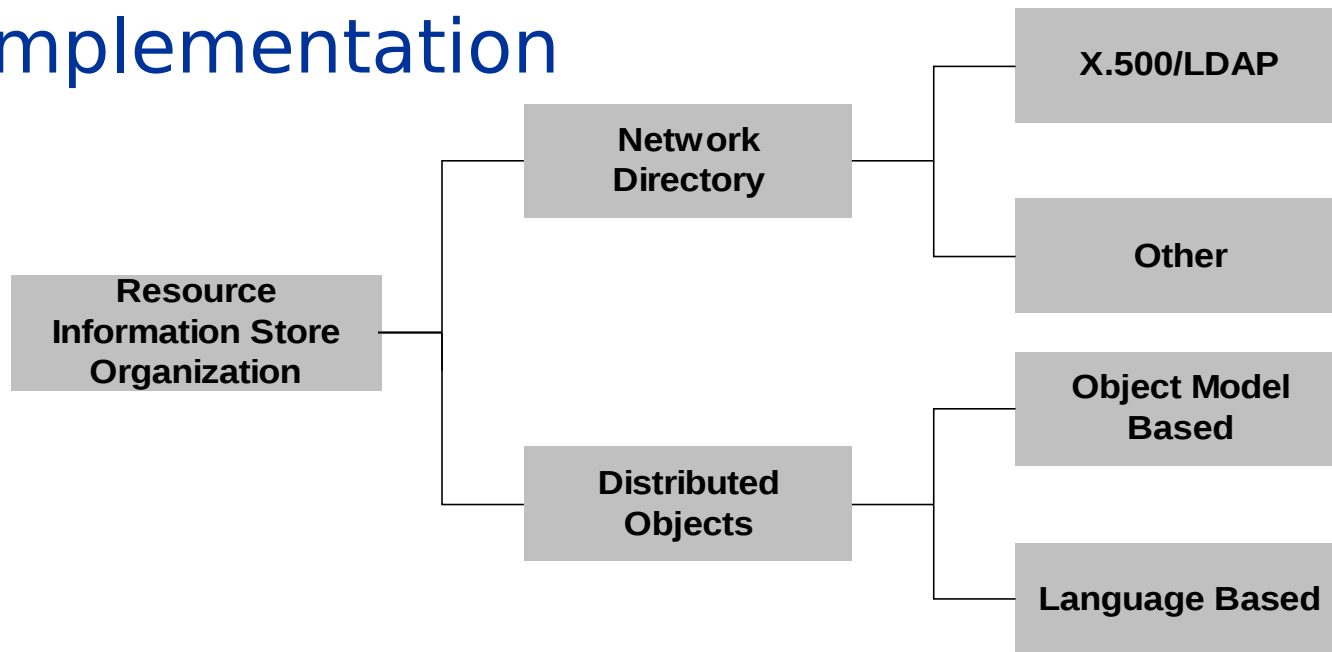 mplementation
X.500/LDAP
Network
Directory
Other
Resource
Information Store
Organization
Object Model
Based
Distributed
Objects
Language Based